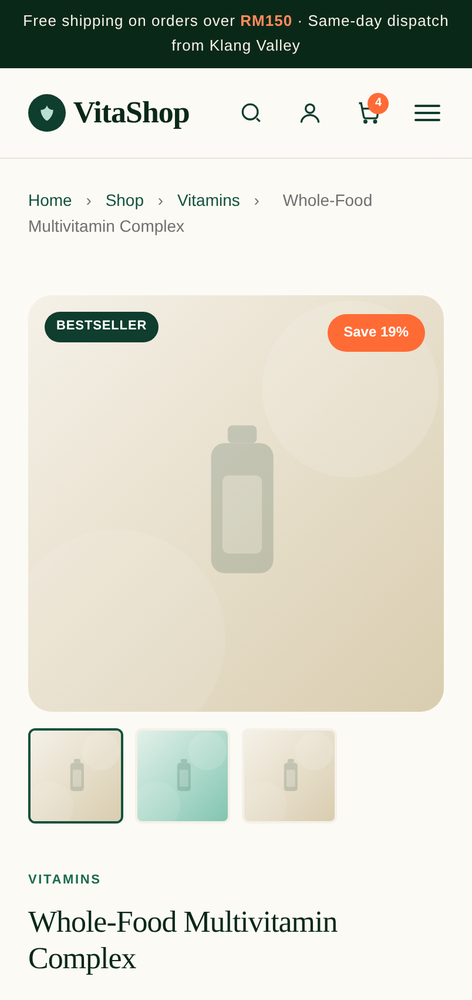 Free shipping on orders over RM150 · Same-day dispatch
from Klang Valley
VitaShop
4
Home › Shop › Vitamins › Whole-Food
Multivitamin Complex
BESTSELLER
Save 19%
VITAMINS
Whole-Food Multivitamin
Complex